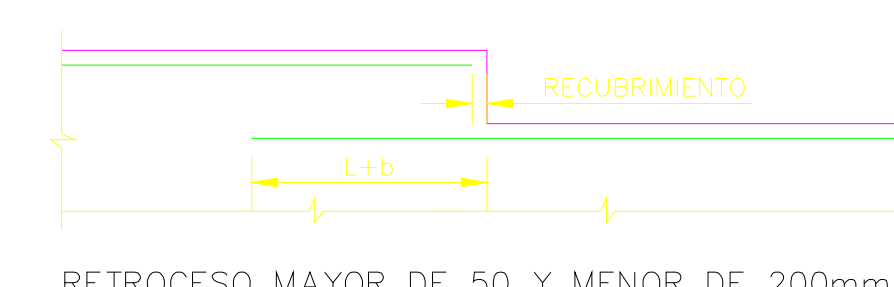 RECUBRIMIENTO
L+b
RETROCESO MAYOR DE 50 Y MENOR DE 200mm